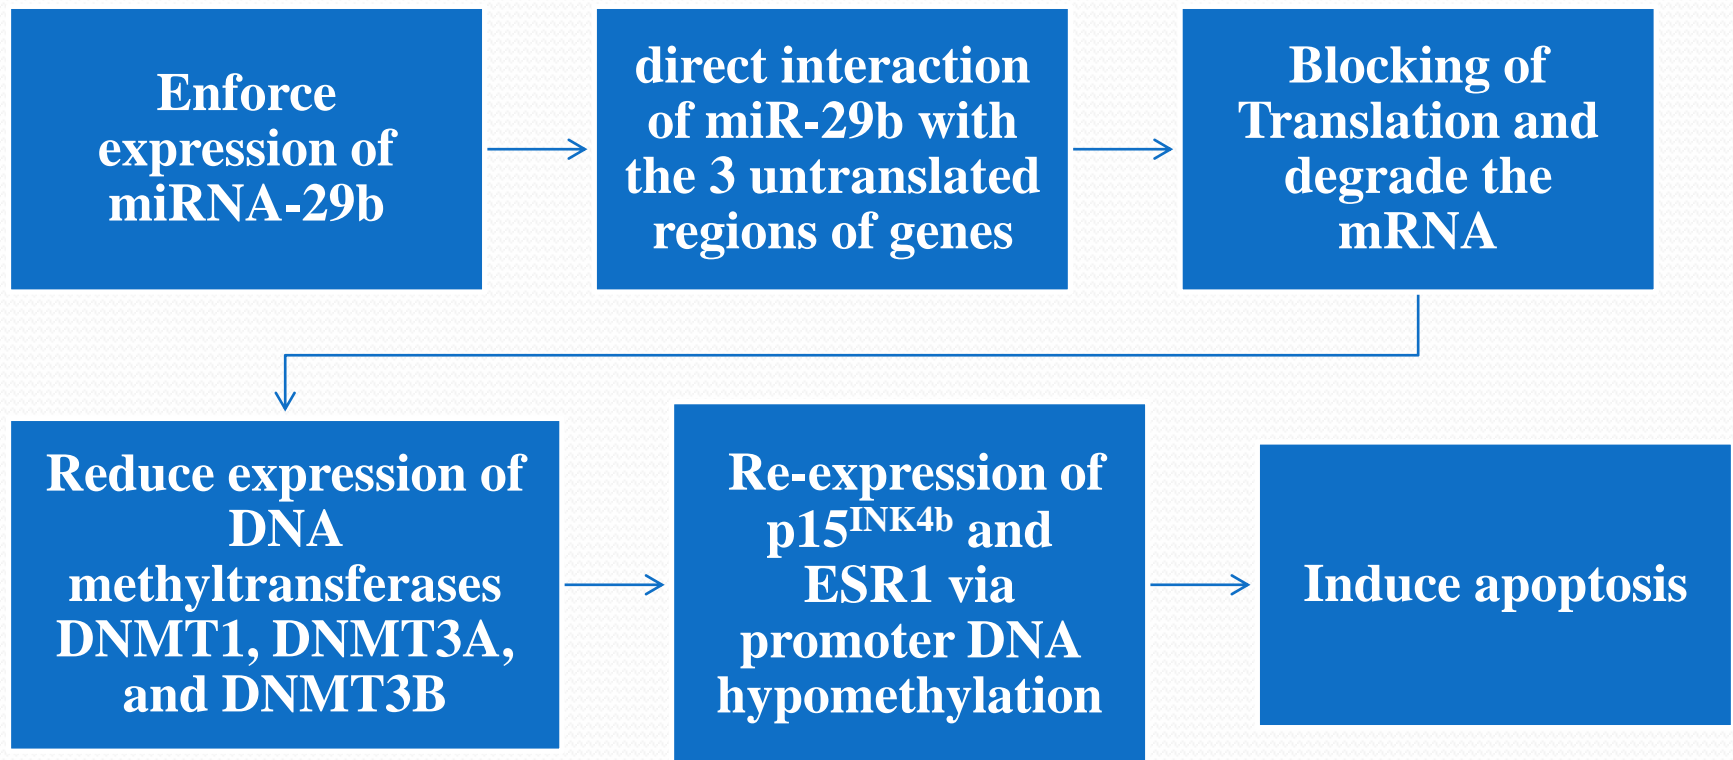 Enforce
expression of
miRNA-29b
direct interaction
of miR-29b with
the 3 untranslated
regions of genes
Blocking of
Translation and
degrade the
mRNA
Reduce expression of
DNA
methyltransferases
DNMT1, DNMT3A,
and DNMT3B
Re-expression of
p15INK4b and
ESR1 via
promoter DNA
hypomethylation
Induce apoptosis